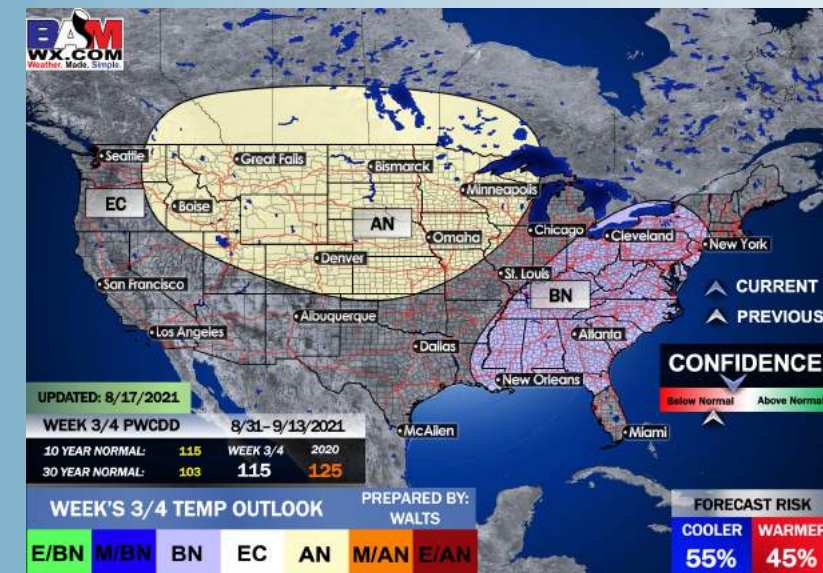 BAM
WX.COM
Weather. Made. Simple.
Seattle
Great Falls
Bismarck
EC
Boise
Minneapolis
AN
Omaha
Chicago
Cleveland
New York
Denver
St. Louis
San Francisco
BN
CURRENT
Albuquerque
PREVIOUS
Los Angeles
Atlanta
Dallas
CONFIDENCE
New Orleans
Below Normal Above Normal
UPDATED: 8/17/2021
WEEK 3/4 PWCDD 8/31-9/13/2021
McAllen
Miami
10 YEAR NORMAL: 115 WEEK 3/4 2020
30 YEAR NORMAL: 103 115 125
WEEK'S 3/4 TEMP OUTLOOK
PREPARED BY:
WALTS
FORECAST RISK
COOLER WARMER
55% 45%
E/BN M/BN BN EC AN M/AN E/AN